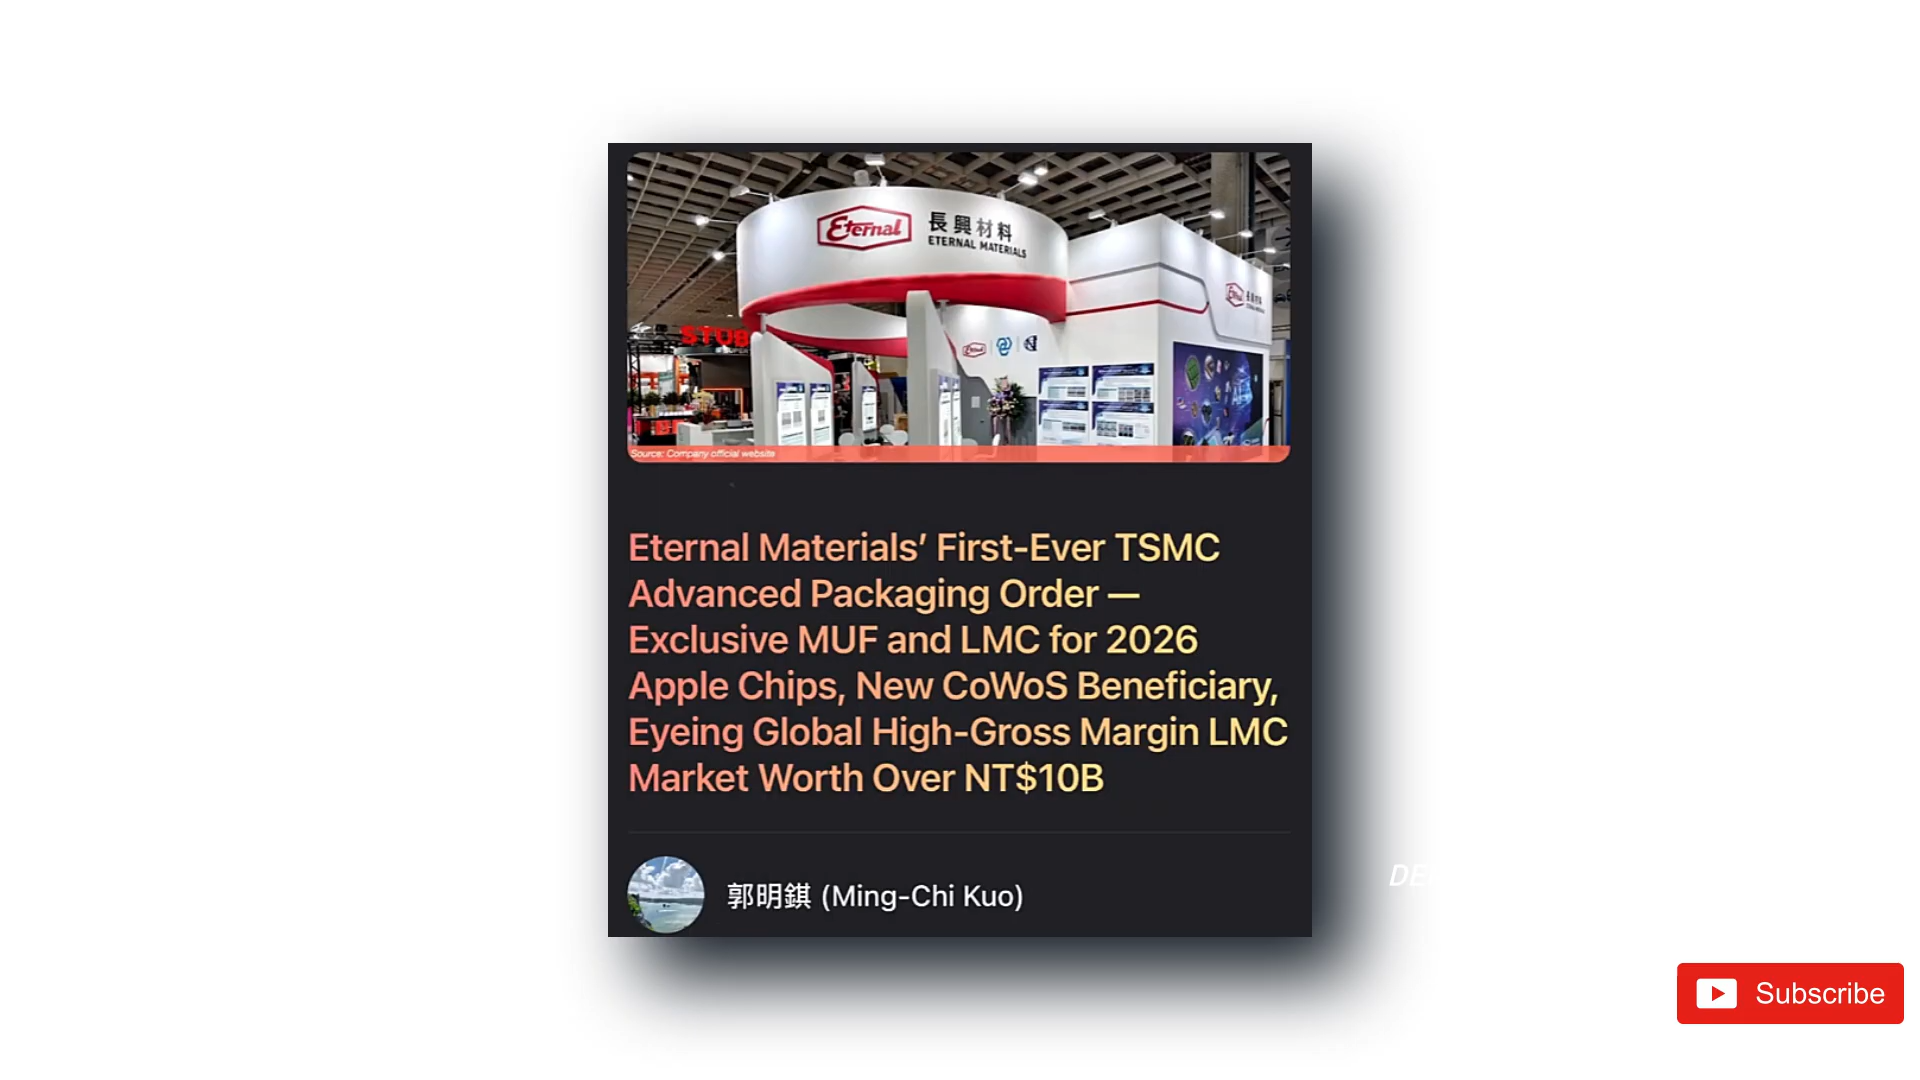 Eternal
長興材料
ETERNAL MATERIALS
Eternal
Source: Company official website
Eternal Materials’ First-Ever TSMC
Advanced Packaging Order —
Exclusive MUF and LMC for 2026
Apple Chips, New CoWoS Beneficiary,
Eyeing Global High-Gross Margin LMC
Market Worth Over NT$10B
郭明錤 (Ming-Chi Kuo)
Subscribe